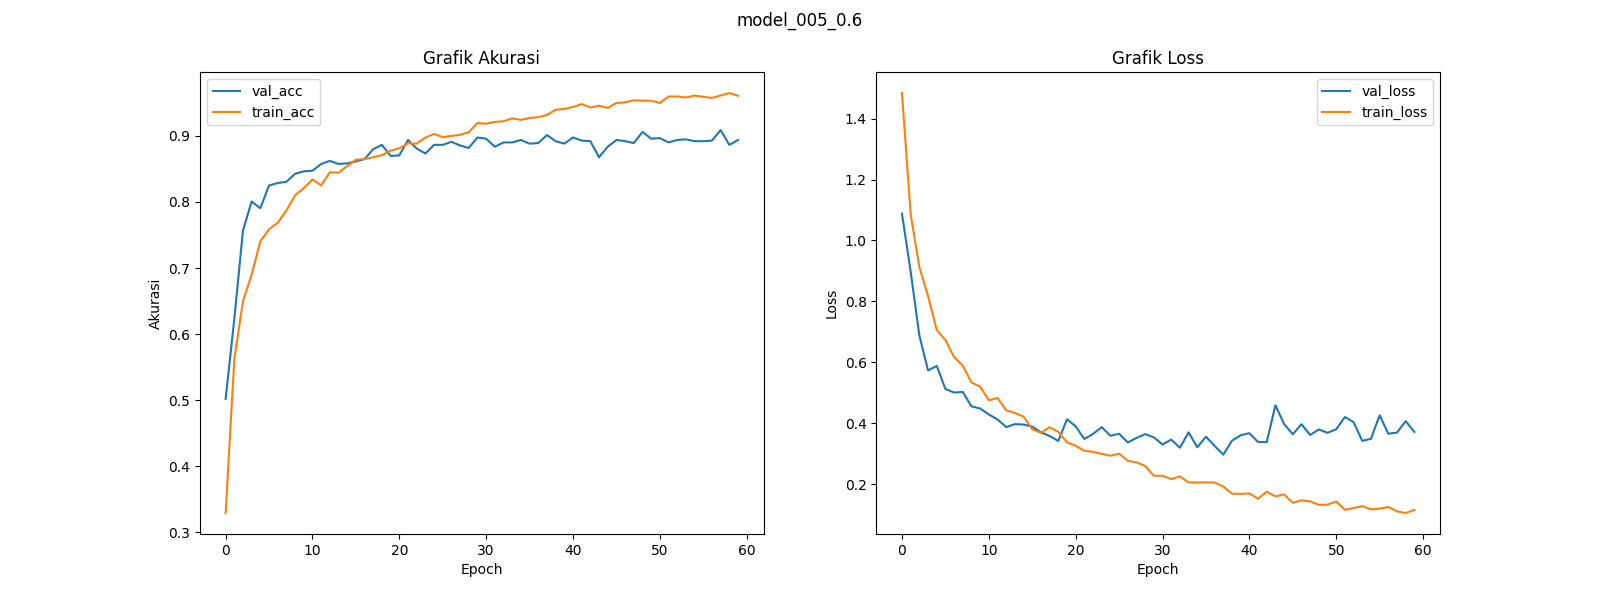 model_005_0.6
Grafik Akurasi
val_acc
train_acc
0.9
0.8
0.7
0.6
0.5
0.4
0.3
Akurasi
0 10 20 30 40 50 60
Epoch
Grafik Loss
val_loss
train_loss
1.4
1.2
1.0
0.8
0.6
0.4
0.2
Loss
0 10 20 30 40 50 60
Epoch